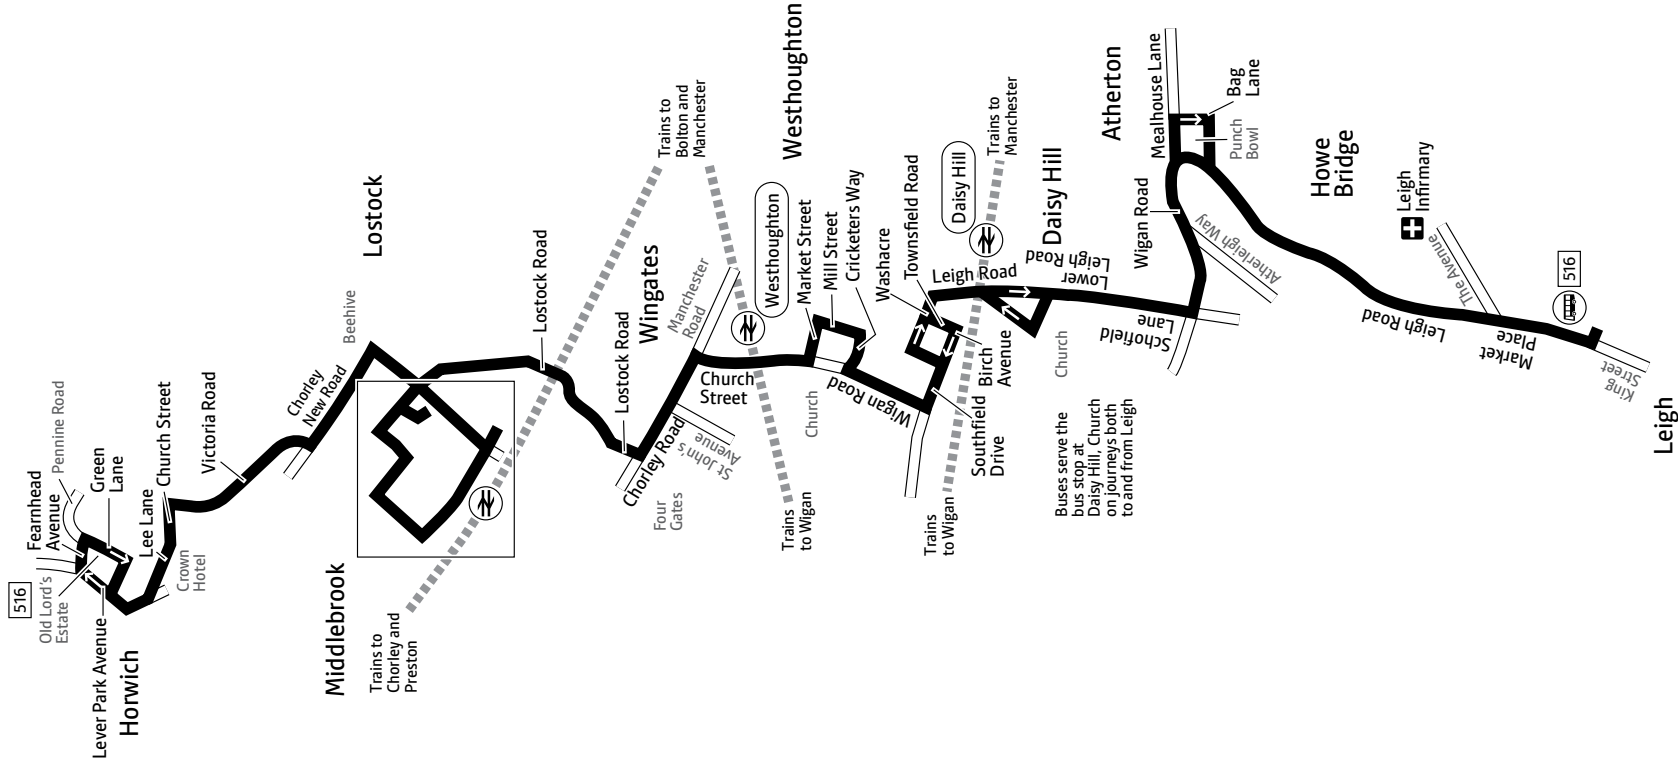 516
Old Lord's
Estate
Fearnhead
Avenue
Pennine Road
Green
Lane
Lever Park Avenue
Horwich
Lee Lane
Church Street
Crown
Hotel
Victoria Road
Chorley
New Road
Beehive
Lostock
Middlebrook
Trains to
Chorley and
Preston
Lostock Road
Lostock Road
Wingates
Chorley Road
Four
Gates
St John's
Avenue
Manchester
Road
Trains to
Bolton and
Manchester
Church
Street
Westhoughton
Westhoughton
Trains
to Wigan
Church
Market Street
Mill Street
Cricketers Way
Wigan Road
Washacre
Townsfield Road
Southfield
Drive
Birch
Avenue
Trains
to Wigan
Daisy Hill
Trains to
Manchester
Leigh Road
Daisy Hill
Lower
Leigh Road
Church
Buses serve the
bus stop at
Daisy Hill, Church
on journeys both
to and from Leigh
Schofield
Lane
Atherton
Wigan Road
Mealhouse Lane
Atherleigh Way
Punch
Bowl
Bag
Lane
Howe
Bridge
Leigh
Infirmary
Leigh Road
The Avenue
Market
Place
516
King
Street
Leigh